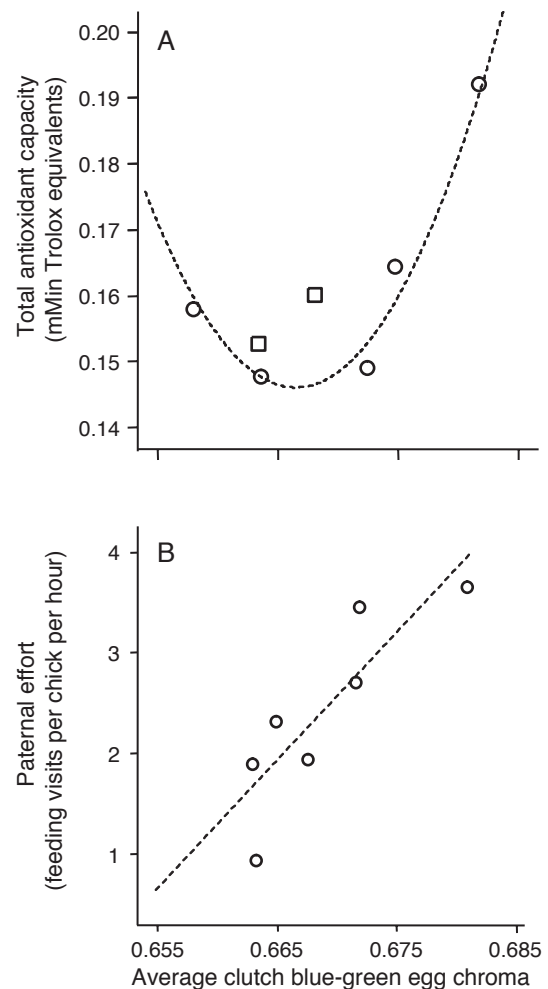 A
Total antioxidant capacity
(mMin Trolox equivalents)
0.20
0.19
0.18
0.17
0.16
0.15
0.14
B
Paternal effort
(feeding visits per chick per hour)
4
3
2
1
0.655 0.665 0.675 0.685
Average clutch blue-green egg chroma